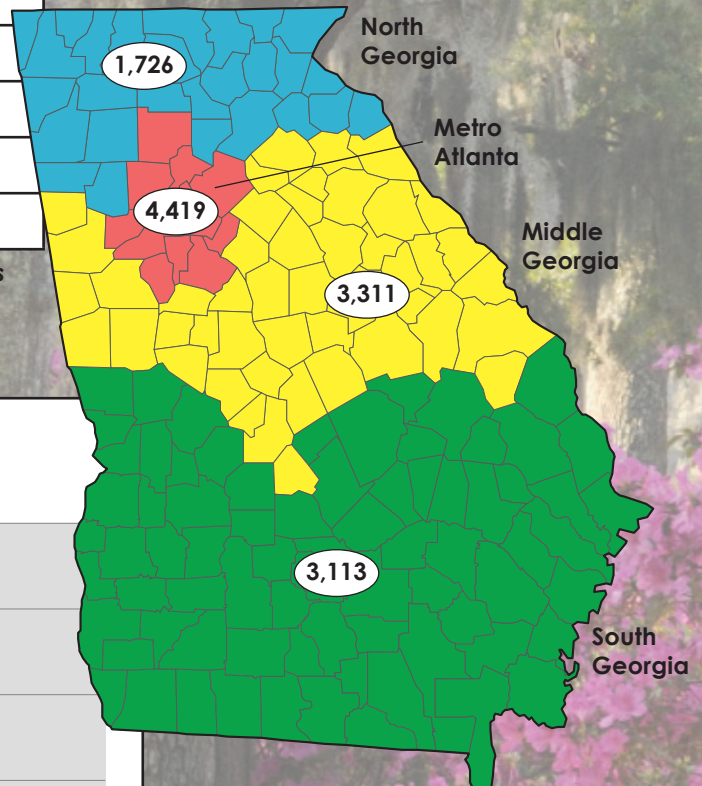 North
Georgia
1,726
Metro
Atlanta
4,419
Middle
Georgia
3,311
s
3,113
South
Georgia